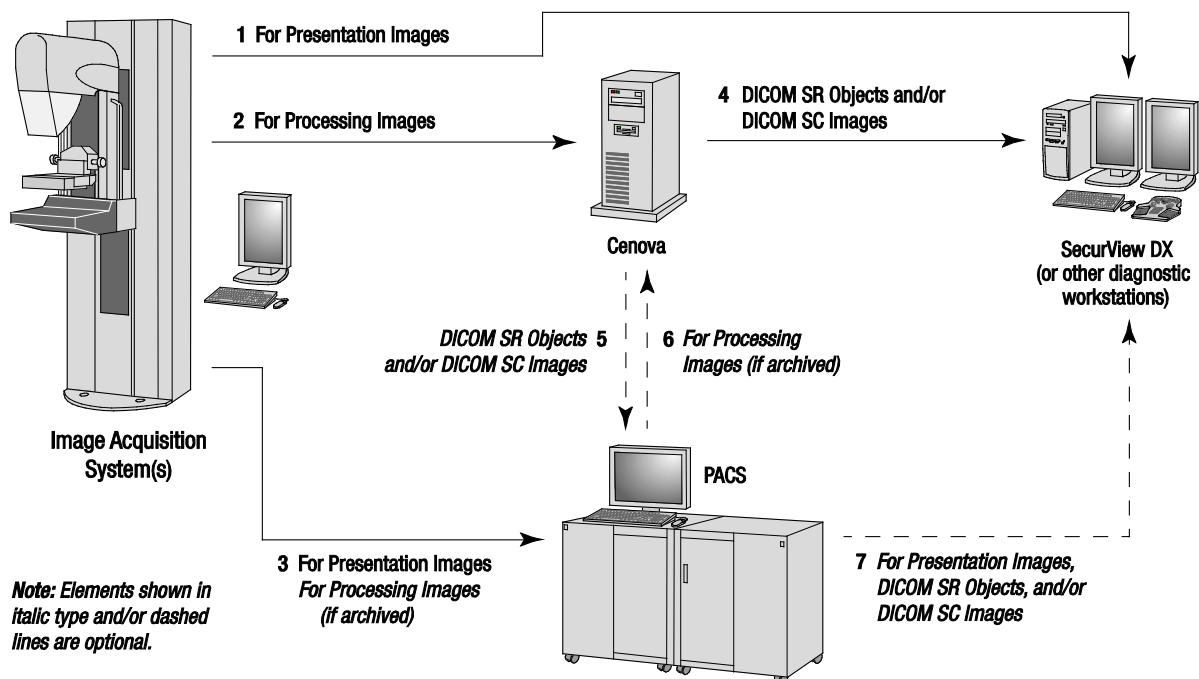 1 For Presentation Images
2 For Processing Images
4 DICOM SR Objects and/or
DICOM SC Images
Cenova
SecurView DX
(or other diagnostic
workstations)
DICOM SR Objects 5
and/or DICOM SC Images
6 For Processing
Images (if archived)
Image Acquisition
System(s)
PACS
3 For Presentation Images
For Processing Images
(if archived)
7 For Presentation Images,
DICOM SR Objects, and/or
DICOM SC Images
Note: Elements shown in
italic type and/or dashed
lines are optional.